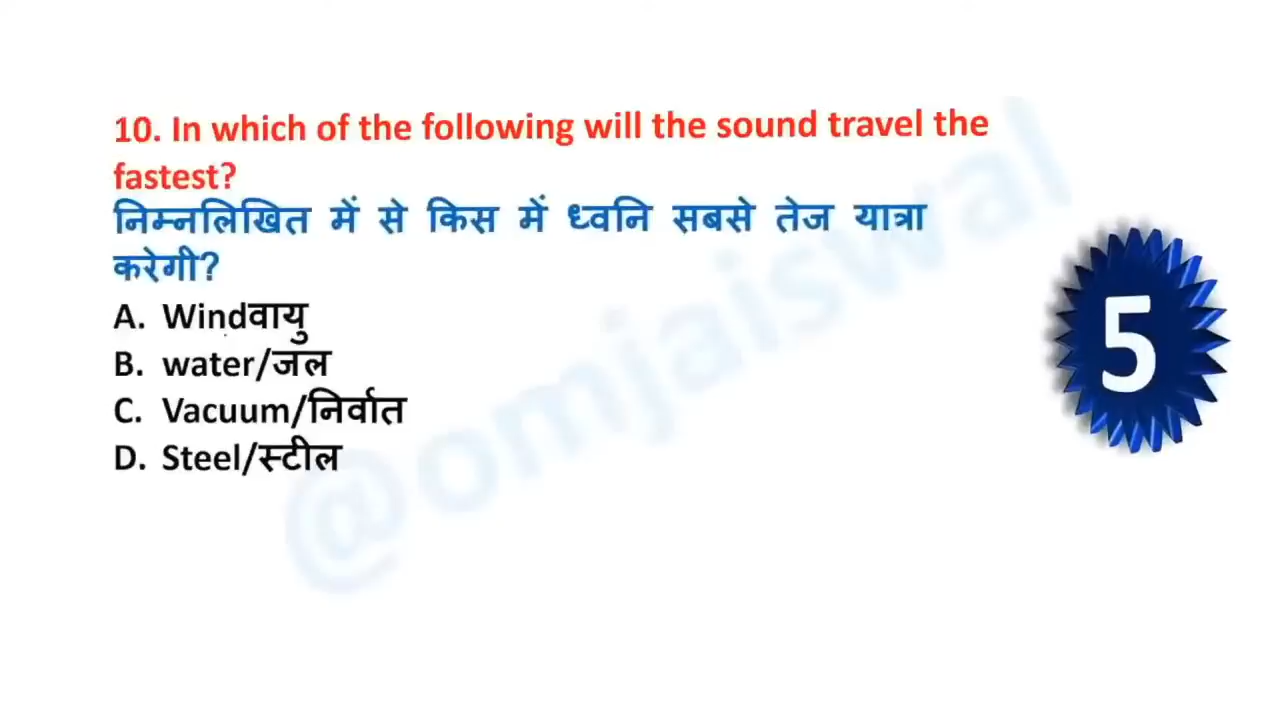 10. In which of the following will the sound travel the
fastest?
निम्नलिखित में से किस में ध्वनि सबसे तेज यात्रा
करेगी?
A. Windवायु
B. water/जल
C. Vacuum/निर्वात
D. Steel/स्टील
5
@omjaiswal